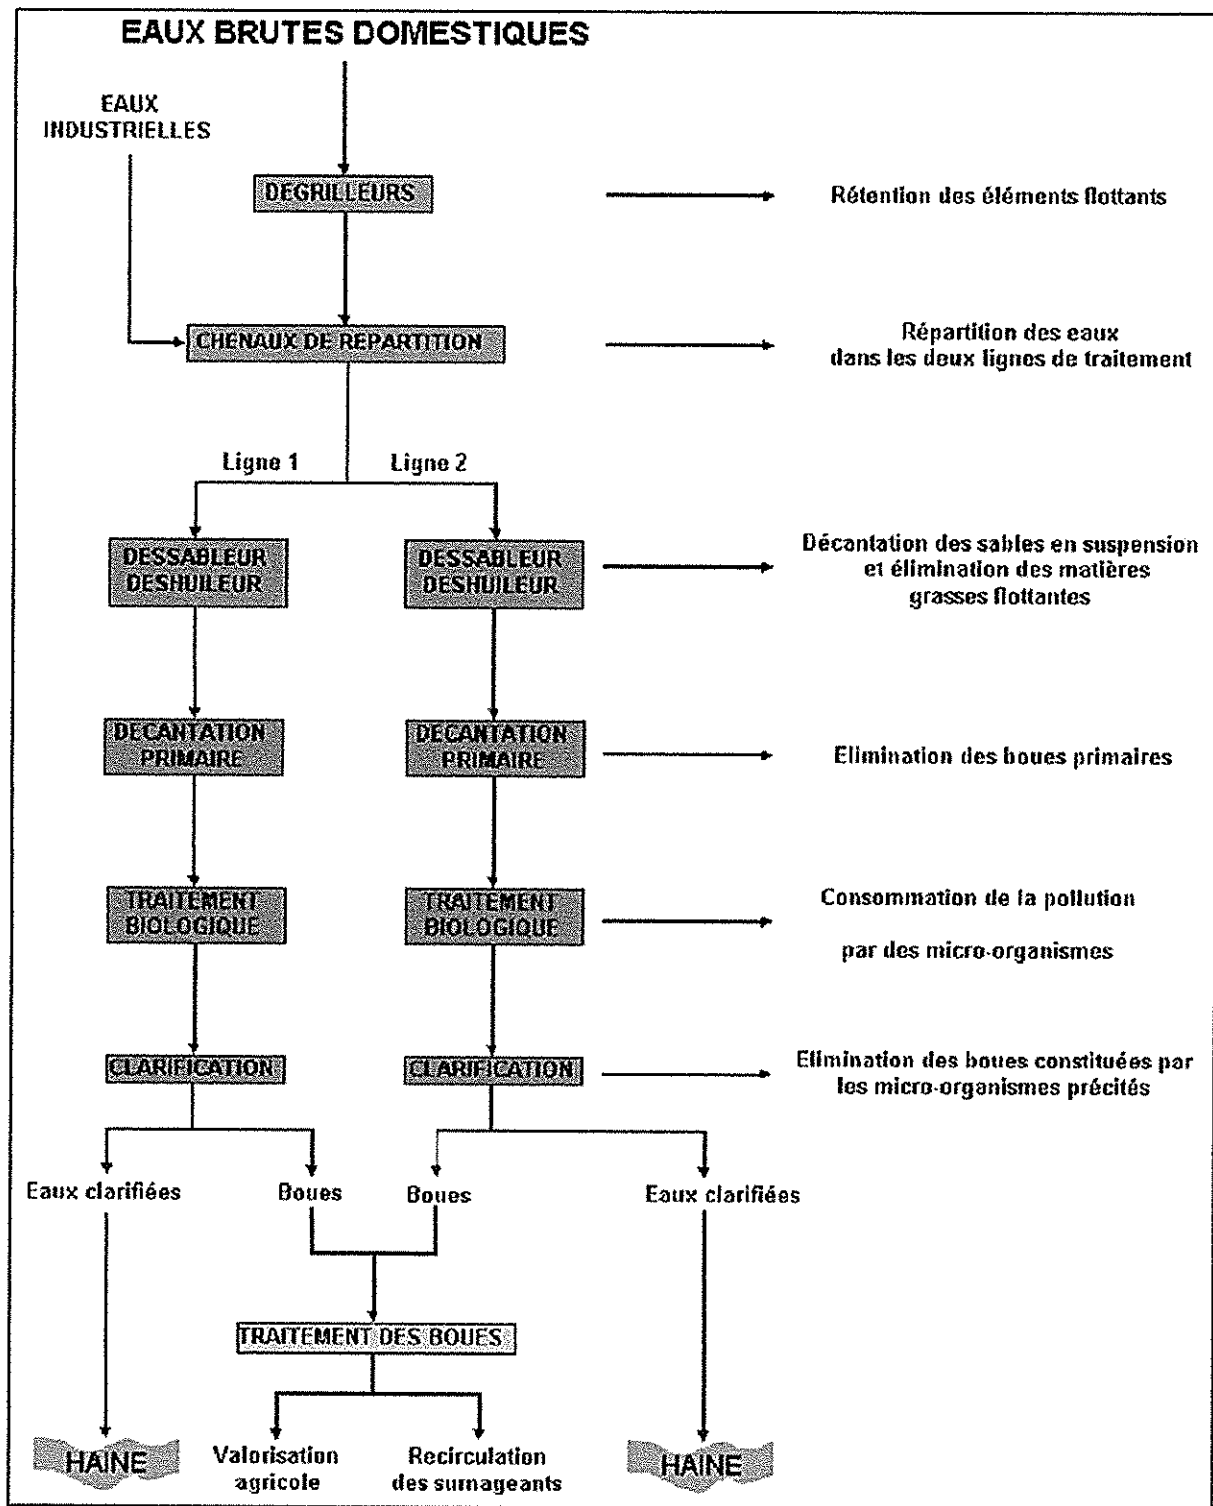 EAUX BRUTES DOMESTIQUES
EAUX
INDUSTRIELLES
DEGRILLEURS
Rétention des éléments flottants
CHENAUX DE REPARTITION
Répartition des eaux
dans les deux lignes de traitement
Ligne 1
Ligne 2
DESSABLEUR
DESHUILEUR
DESSABLEUR
DESHUILEUR
Décantation des sables en suspension
et élimination des matières
grasses flottantes
DECANTATION
PRIMAIRE
DECANTATION
PRIMAIRE
Elimination des boues primaires
TRAITEMENT
BIOLOGIQUE
TRAITEMENT
BIOLOGIQUE
Consommation de la pollution
par des micro-organismes
CLARIFICATION
CLARIFICATION
Elimination des boues constituées par
les micro-organismes précités
Eaux clarifiées
Boues
Boues
Eaux clarifiées
TRAITEMENT DES BOUES
HAINE
Valorisation
agricole
Recirculation
des surnageants
HAINE